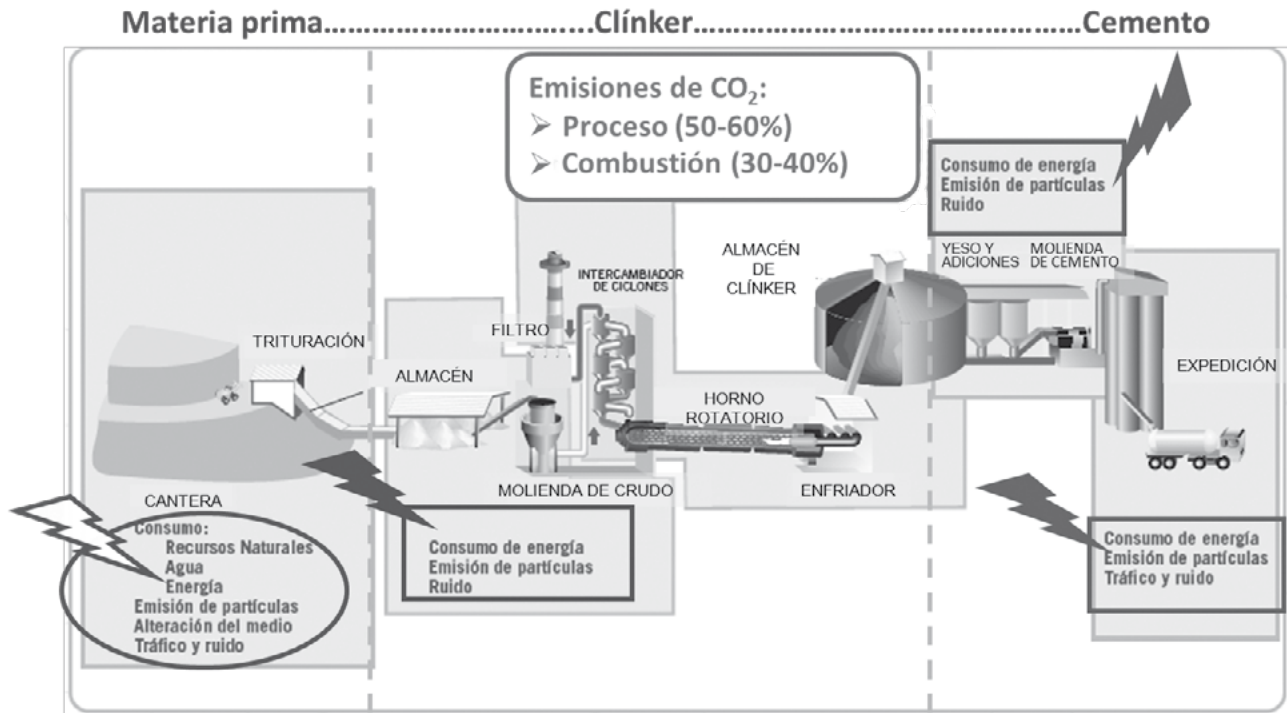 Materia prima………………………......Clínker……………………………………………Cemento
Emisiones de CO₂:
➢ Proceso (50-60%)
➢ Combustión (30-40%)
Consumo de energía
Emisión de partículas
Ruido
YESO Y
ADICIONES
MOLIENDA
DE CEMENTO
ALMACÉN
DE
CLÍNKER
INTERCAMBIADOR
DE CICLONES
FILTRO
TRITURACIÓN
ALMACÉN
HORNO
ROTATORIO
EXPEDICIÓN
CANTERA
MOLIENDA DE CRUDO
ENFRIADOR
Consumo:
Recursos Naturales
Agua
Energía
Emisión de partículas
Alteración del medio
Tráfico y ruido
Consumo de energía
Emisión de partículas
Ruido
Consumo de energía
Emisión de partículas
Tráfico y ruido